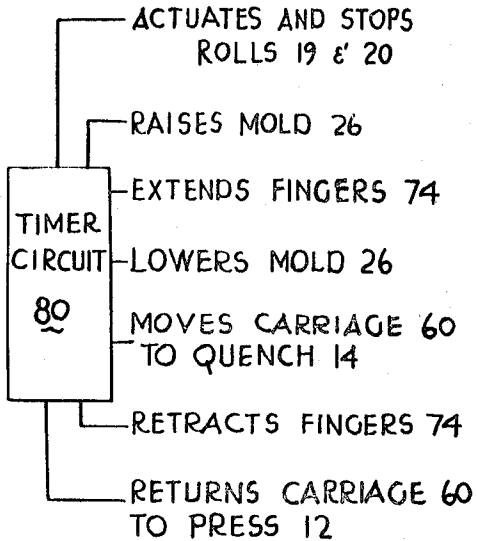 ACTUATES AND STOPS
ROLLS 19 & 20
RAISES MOLD 26
EXTENDS FINGERS 74
TIMER
CIRCUIT
80
LOWERS MOLD 26
MOVES CARRIAGE 60
TO QUENCH 14
RETRACTS FINGERS 74
RETURNS CARRIAGE 60
TO PRESS 12